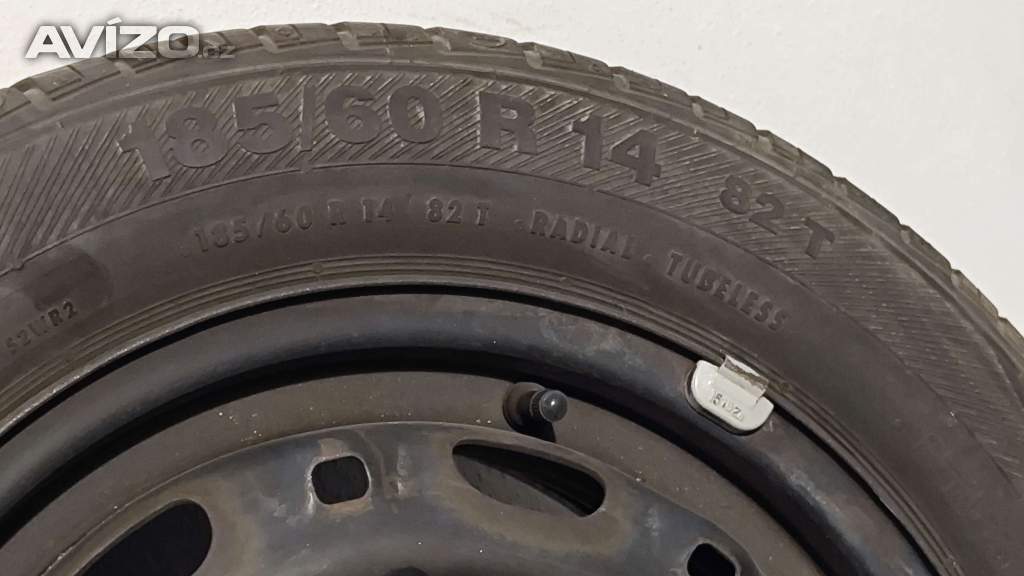 AVÍZO.cz
185/60 R 14 82 T
185/60 R 14 82 T RADIAL TUBELESS